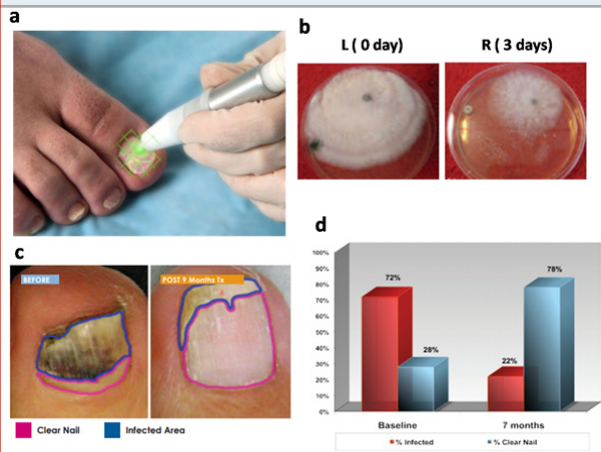 a
b
L ( 0 day)
R ( 3 days)
c
BEFORE
POST 9 Months Tx
Clear Nail
Infected Area
d
100%
90%
80%
70%
60%
50%
40%
30%
20%
10%
0%
72%
28%
22%
78%
Baseline
7 months
% Infected
% Clear Nail